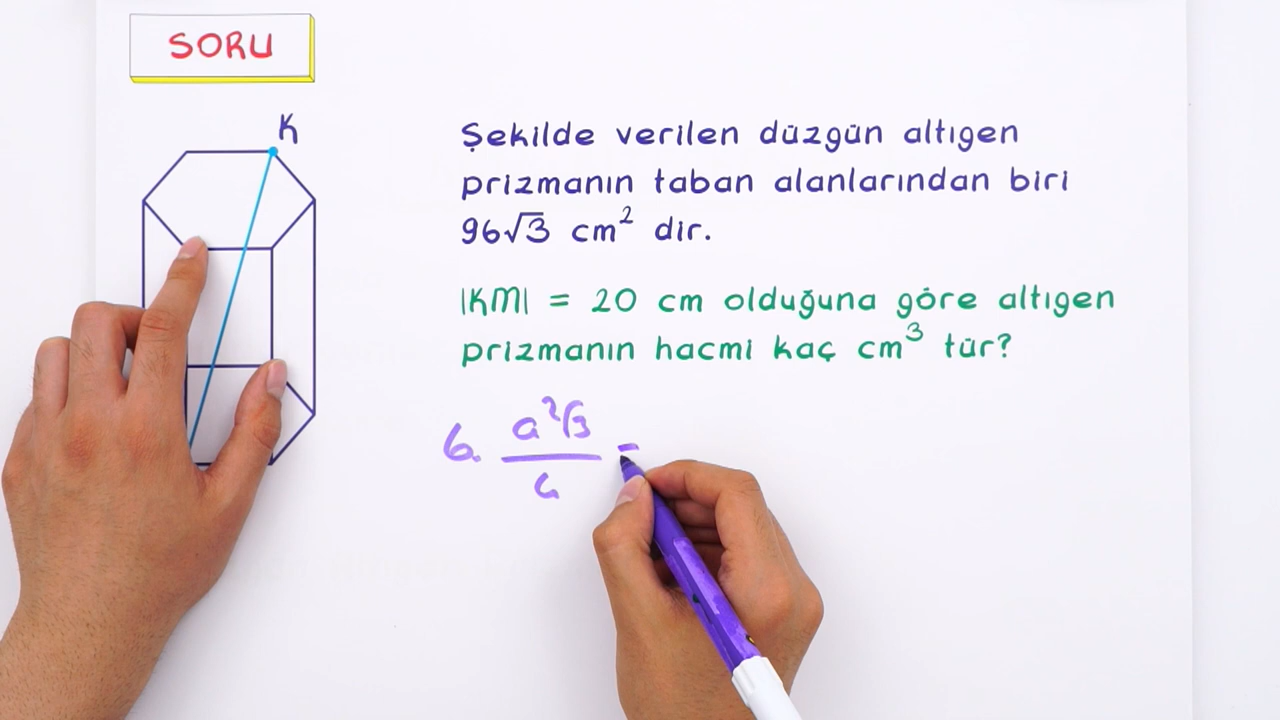 SORU
K
Şekilde verilen düzgün altıgen
prizmanın taban alanlarından biri
96√3 cm² dir.
|KM| = 20 cm olduğuna göre altıgen
prizmanın hacmi kaç cm³ tür?
6. a²√3 =
4